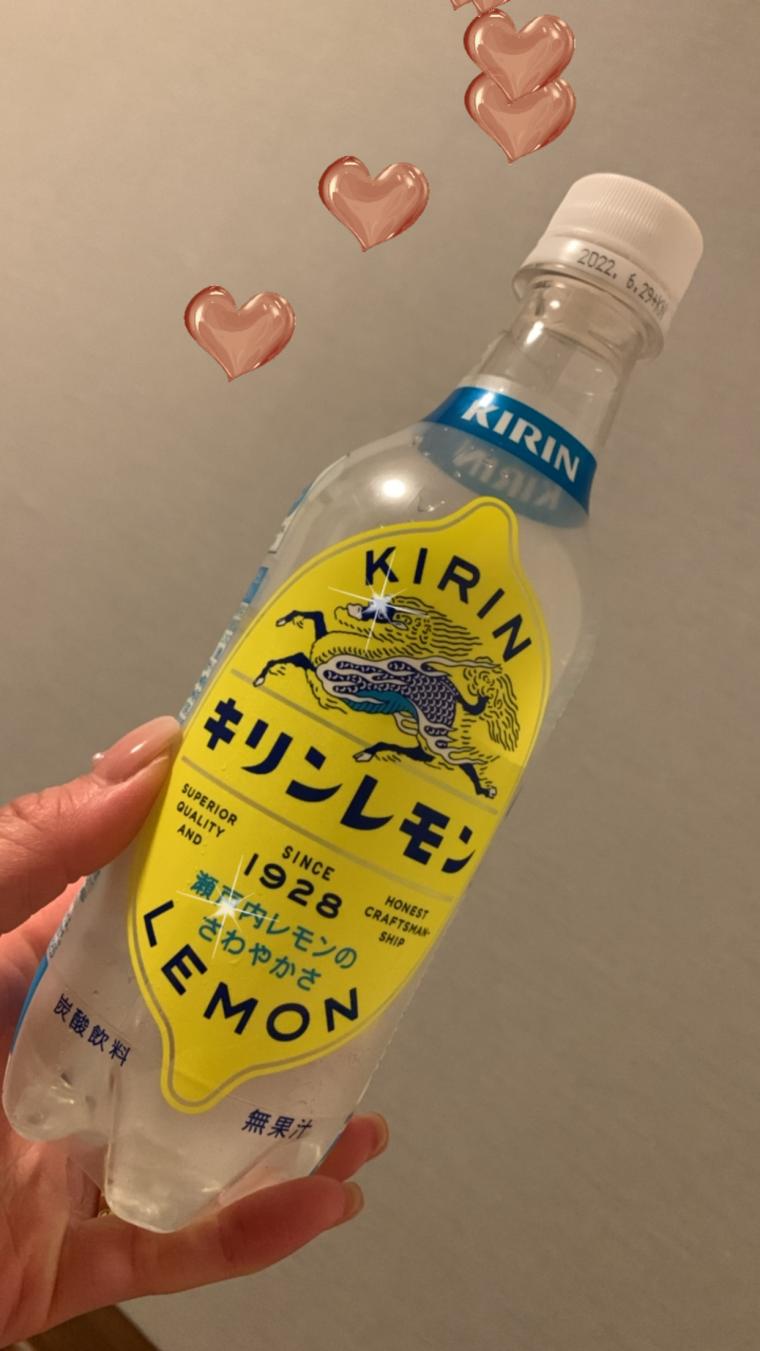 2022. 6.29
KIRIN
KIRIN
キリンレモン
SUPERIOR
QUALITY
AND
SINCE
1928
HONEST
CRAFTSMAN-
SHIP
瀬戸内レモンの
さわやかさ
LEMON
炭酸飲料
無果汁